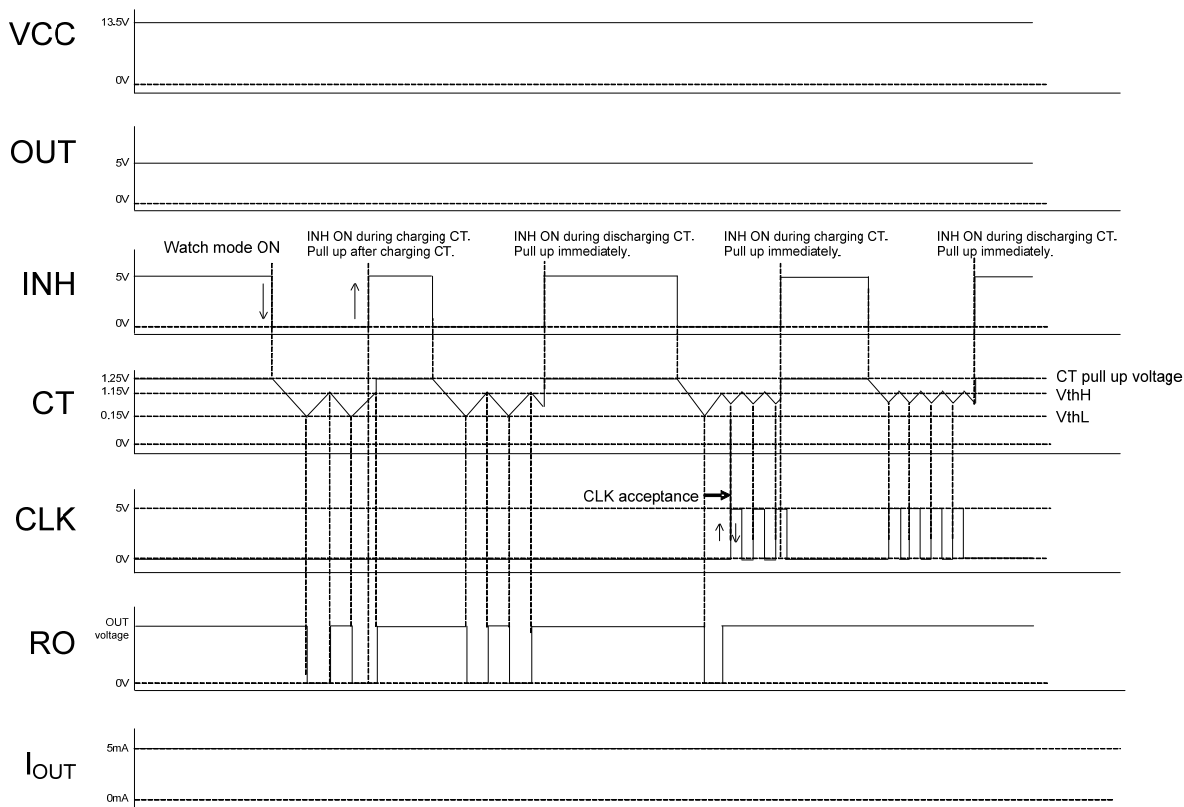 VCC
13.5V
0V
OUT
5V
0V
INH
5V
0V
Watch mode ON
INH ON during charging CT.
Pull up after charging CT.
INH ON during discharging CT.
Pull up immediately.
INH ON during charging CT.
Pull up immediately.
INH ON during discharging CT.
Pull up immediately.
CT
1.25V
1.15V
0.15V
0V
CT pull up voltage
VthH
VthL
CLK
5V
0V
CLK acceptance
RO
OUT
voltage
0V
IOUT
5mA
0mA